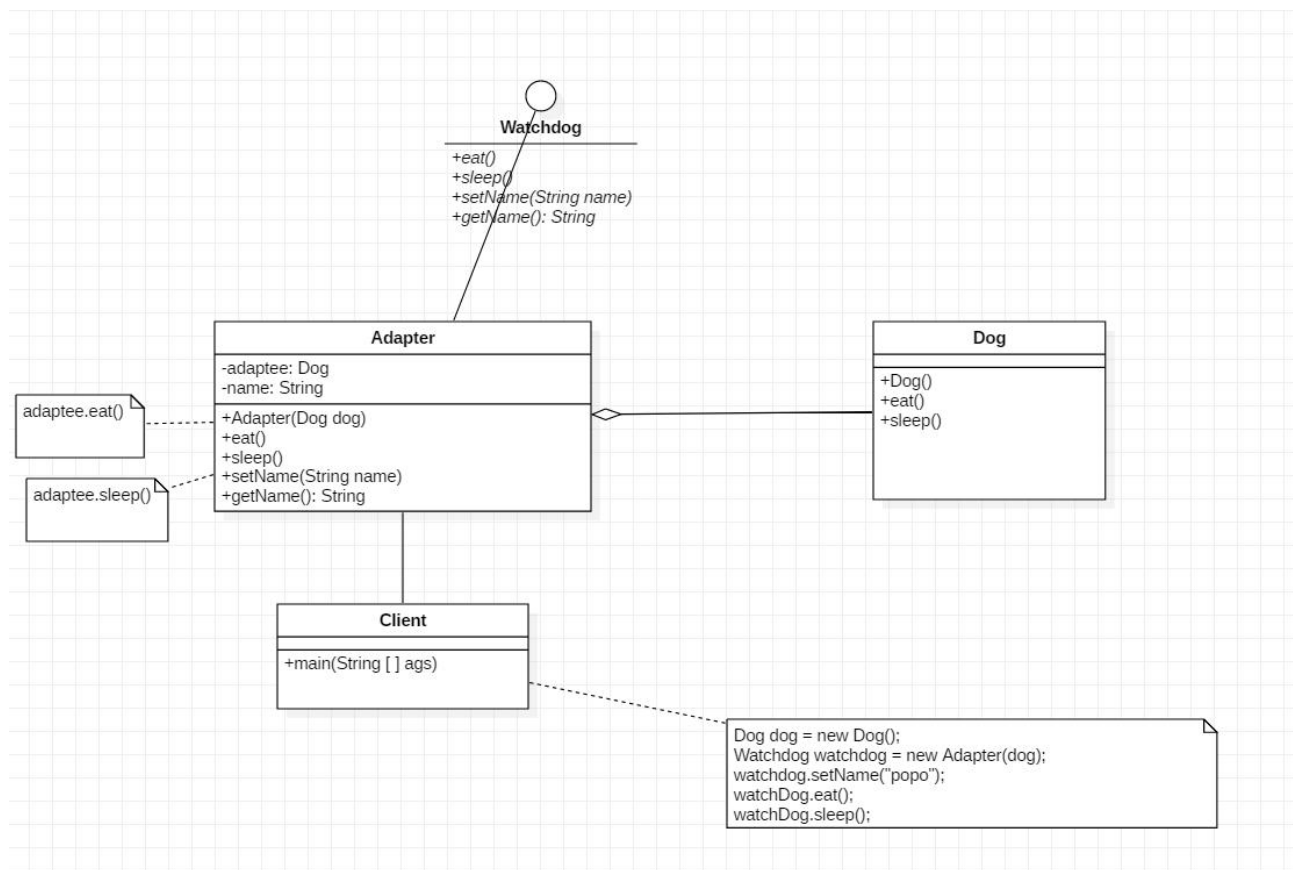 Watchdog
+eat()
+sleep()
+setName(String name)
+getName(): String
Adapter
-adaptee: Dog
-name: String
+Adapter(Dog dog)
+eat()
+sleep()
+setName(String name)
+getName(): String
Dog
+Dog()
+eat()
+sleep()
adaptee.eat()
adaptee.sleep()
Client
+main(String [ ] ags)
Dog dog = new Dog();
Watchdog watchdog = new Adapter(dog);
watchdog.setName("popo");
watchDog.eat();
watchDog.sleep();